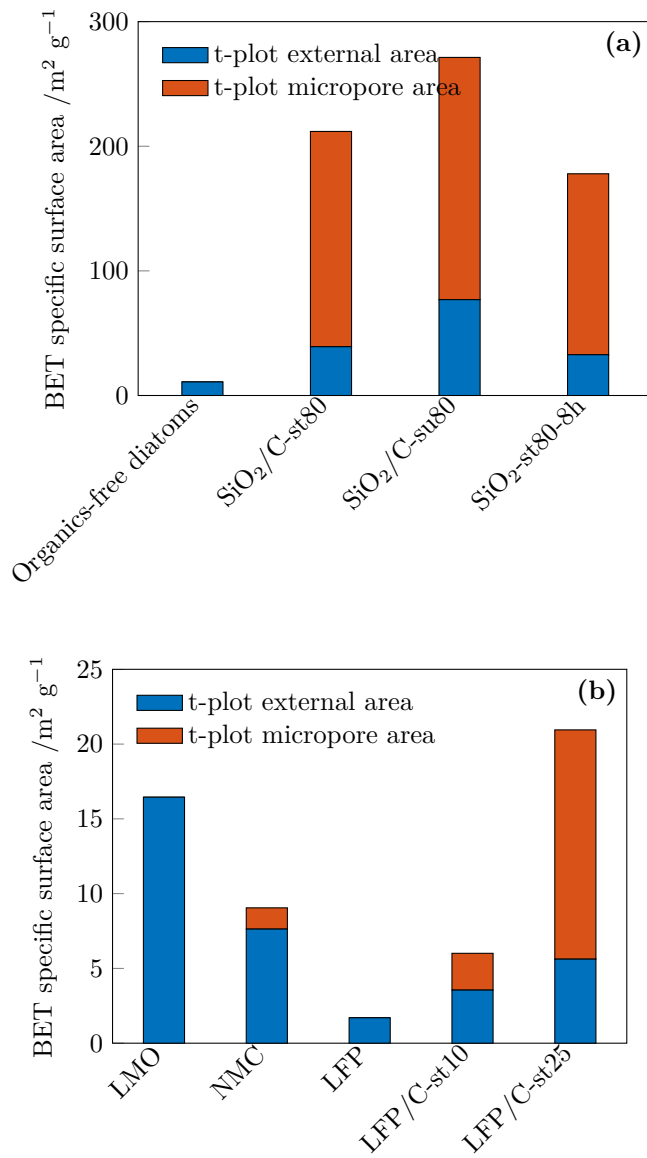 BET specific surface area /m² g⁻¹
300
200
100
0
t-plot external area
t-plot micropore area
(a)
Organics-free diatoms
SiO₂/C-st80
SiO₂/C-su80
SiO₂-st80-8h
BET specific surface area /m² g⁻¹
25
20
15
10
5
0
t-plot external area
t-plot micropore area
(b)
LMO
NMC
LFP
LFP/C-st10
LFP/C-st25